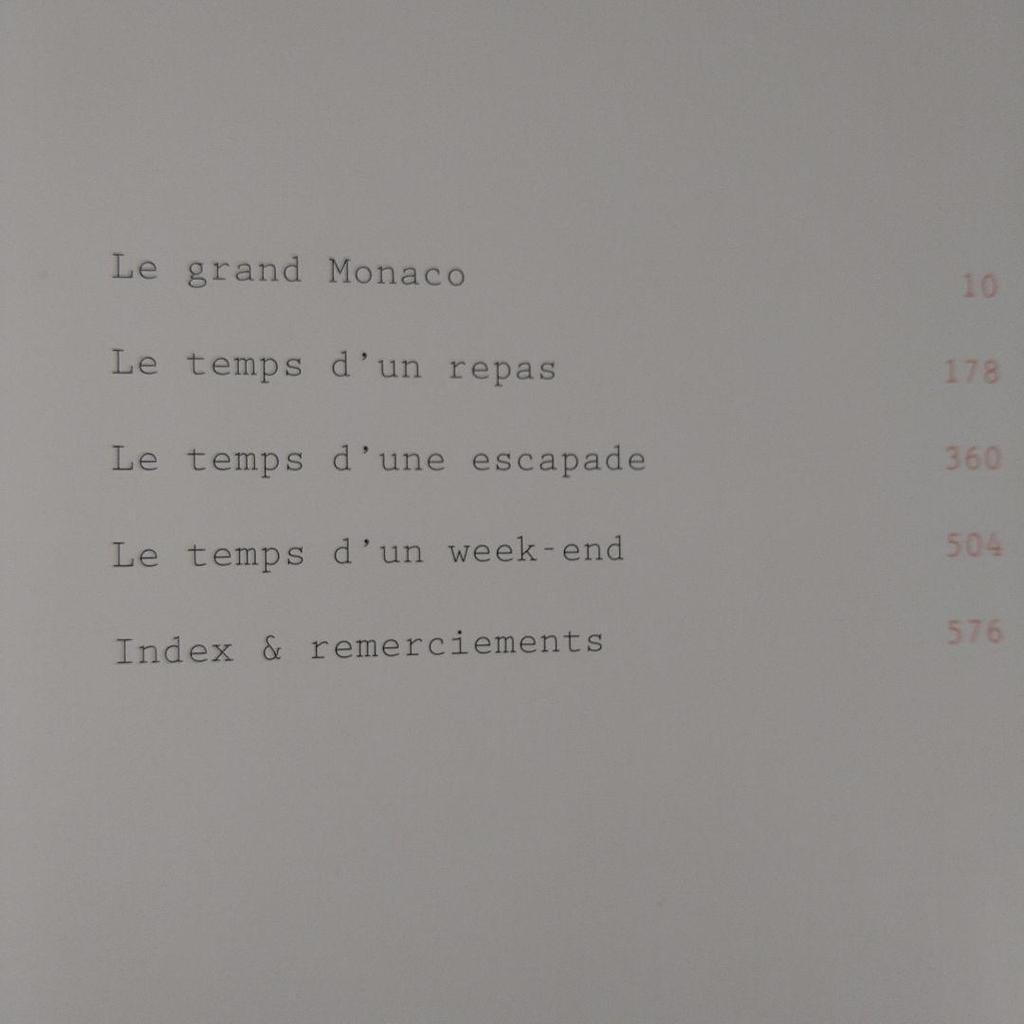 Le grand Monaco 10
Le temps d’un repas 178
Le temps d’une escapade 360
Le temps d’un week-end 504
Index & remerciements 576